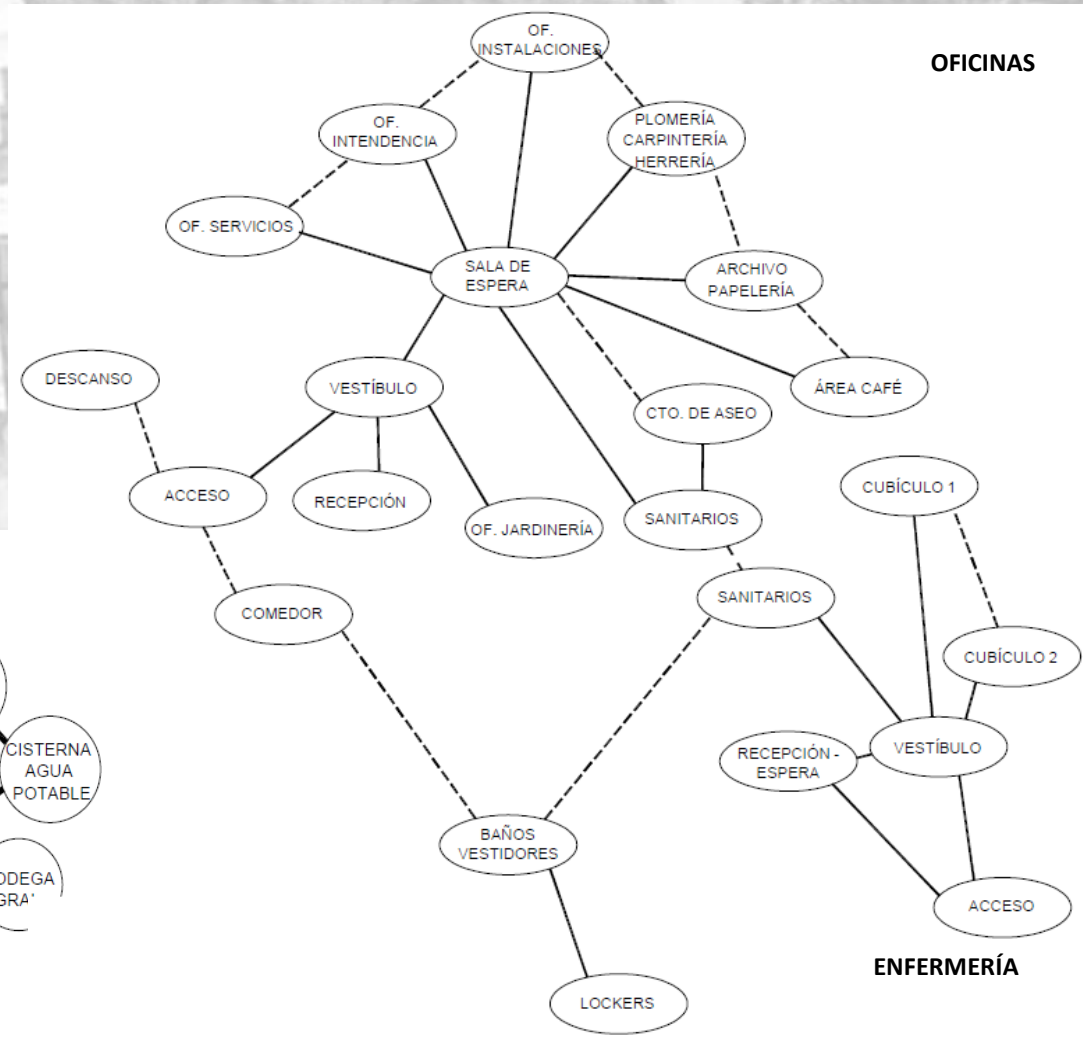 OF.
INSTALACIONES
OFICINAS
OF.
INTENDENCIA
PLOMERÍA
CARPINTERÍA
HERRERÍA
OF. SERVICIOS
SALA DE
ESPERA
ARCHIVO
PAPELERÍA
DESCANSO
VESTÍBULO
ÁREA CAFÉ
CTO. DE ASEO
ACCESO
RECEPCIÓN
CUBÍCULO 1
OF. JARDINERÍA
SANITARIOS
COMEDOR
SANITARIOS
CUBÍCULO 2
CISTERNA
AGUA
POTABLE
RECEPCIÓN -
ESPERA
VESTÍBULO
BAÑOS
VESTIDORES
ACCESO
ENFERMERÍA
LOCKERS